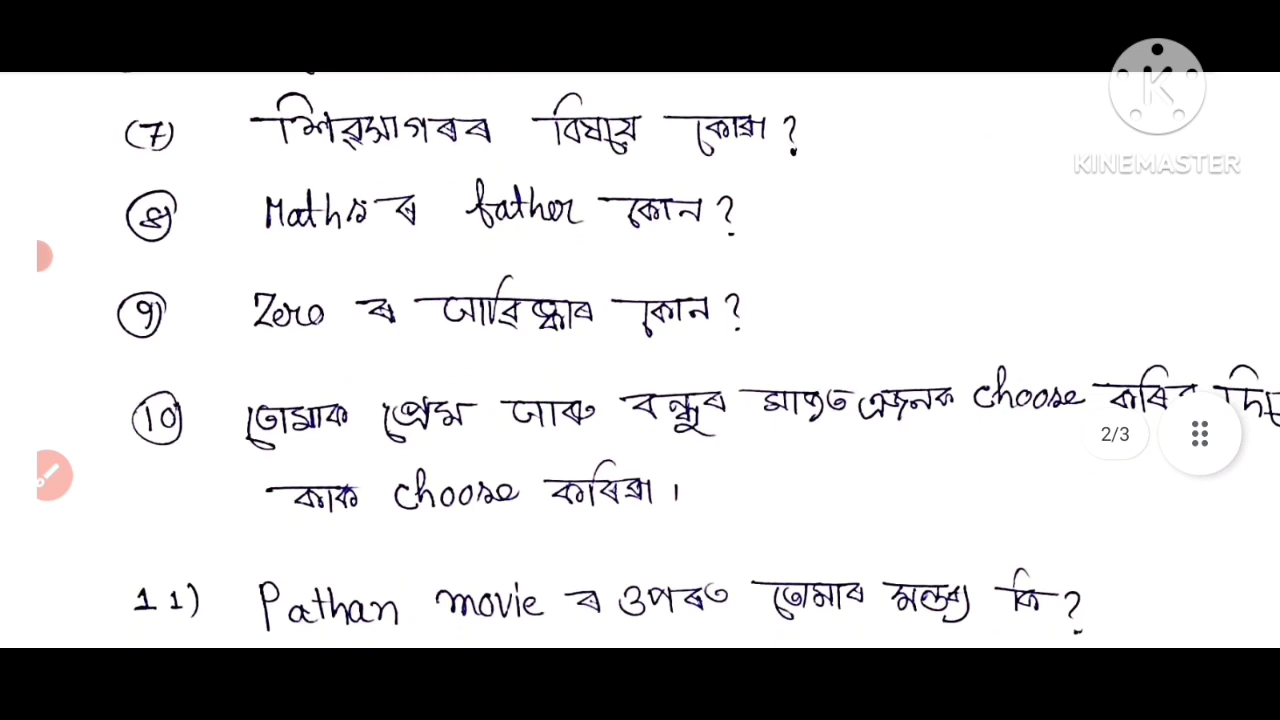 (7) শিৱসাগৰৰ বিষয়ে কোৱা ?
KINEMASTER
(8) Mathsৰ father কোন ?
(9) Zero ৰ আৱিষ্কাৰ কোন ?
(10) তোমাক প্ৰেম আৰু বন্ধুৰ মাজত এজনক choose কৰিব
2/3
কাক choose কৰিবা ।
11) Pathan movie ৰ ওপৰত তোমাৰ মন্তব্য কি ?